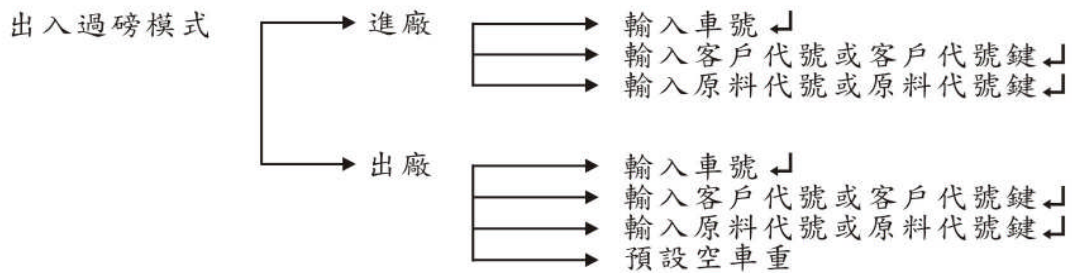 出入過磅模式
進廠
輸入車號↲
輸入客戶代號或客戶代號鍵↲
輸入原料代號或原料代號鍵↲
出廠
輸入車號↲
輸入客戶代號或客戶代號鍵↲
輸入原料代號或原料代號鍵↲
預設空車重